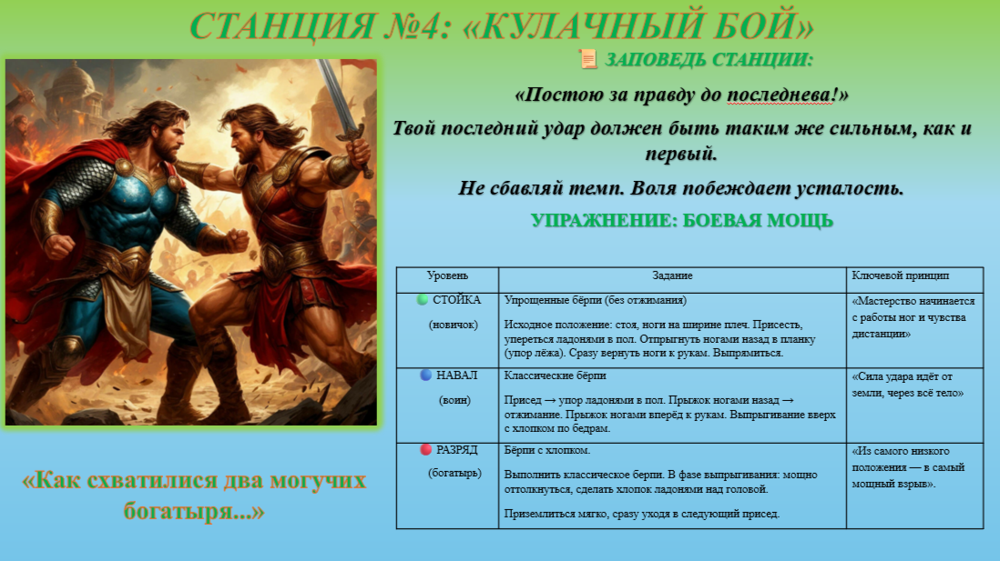 СТАНЦИЯ №4: «КУЛАЧНЫЙ БОЙ»
📜 ЗАПОВЕДЬ СТАНЦИИ:
«Постою за правду до последнева!»
Твой последний удар должен быть таким же сильным, как и
первый.
Не сбавляй темп. Воля побеждает усталость.
УПРАЖНЕНИЕ: БОЕВАЯ МОЩЬ
Уровень Задание Ключевой принцип
🟢 СТОЙКА
(новичок)
Упрощенные бёрпи (без отжимания)
Исходное положение: стоя, ноги на ширине плеч. Присесть,
упереться ладонями в пол. Отпрыгнуть ногами назад в планку
(упор лёжа). Сразу вернуть ноги к рукам. Выпрямиться.
«Мастерство начинается
с работы ног и чувства
дистанции»
🔵 НАВАЛ
(воин)
Классические бёрпи
Присед → упор ладонями в пол. Прыжок ногами назад →
отжимание. Прыжок ногами вперёд к рукам. Выпрыгивание вверх
с хлопком по бедрам.
«Сила удара идёт от
земли, через всё тело»
🔴 РАЗРЯД
(богатырь)
Бёрпи с хлопком.
Выполнить классическое берпи. В фазе выпрыгивания: мощно
оттолкнуться, сделать хлопок ладонями над головой.
Приземлиться мягко, сразу уходя в следующий присед.
«Из самого низкого
положения — в самый
мощный взрыв».
«Как схватилися два могучих
богатыря...»